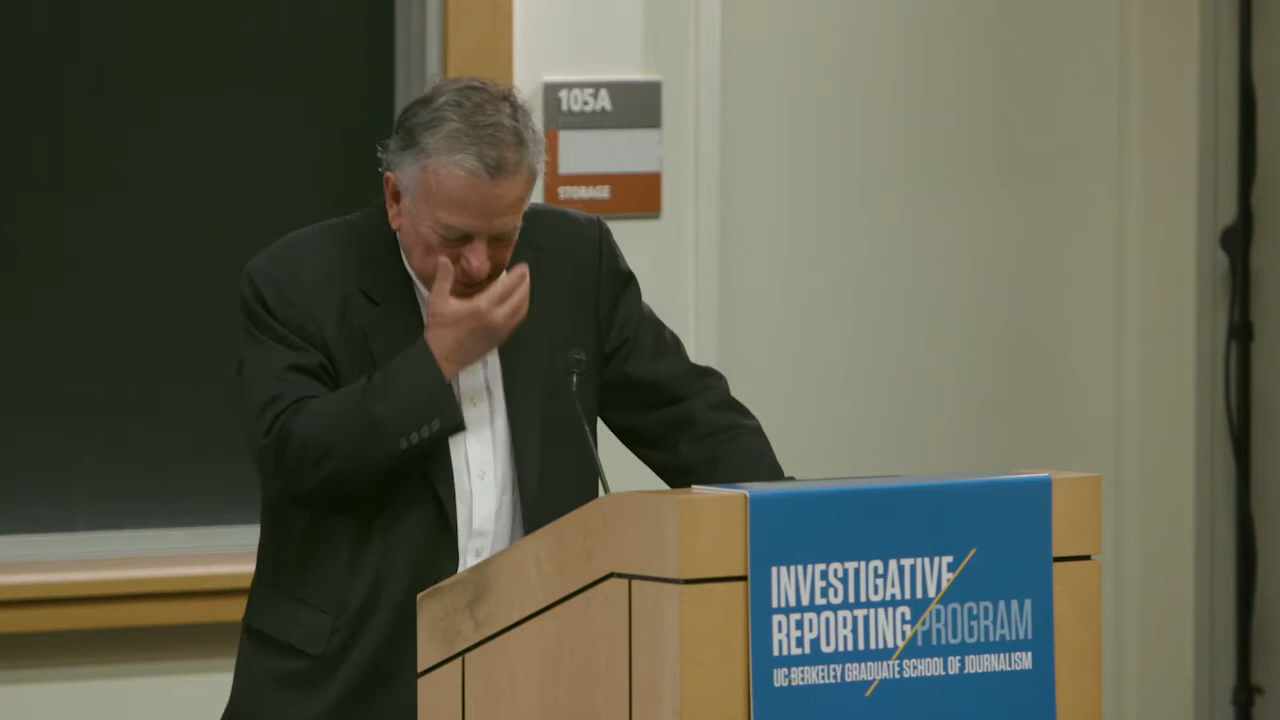 105A
STORAGE
INVESTIGATIVE
REPORTING PROGRAM
UC BERKELEY GRADUATE SCHOOL OF JOURNALISM